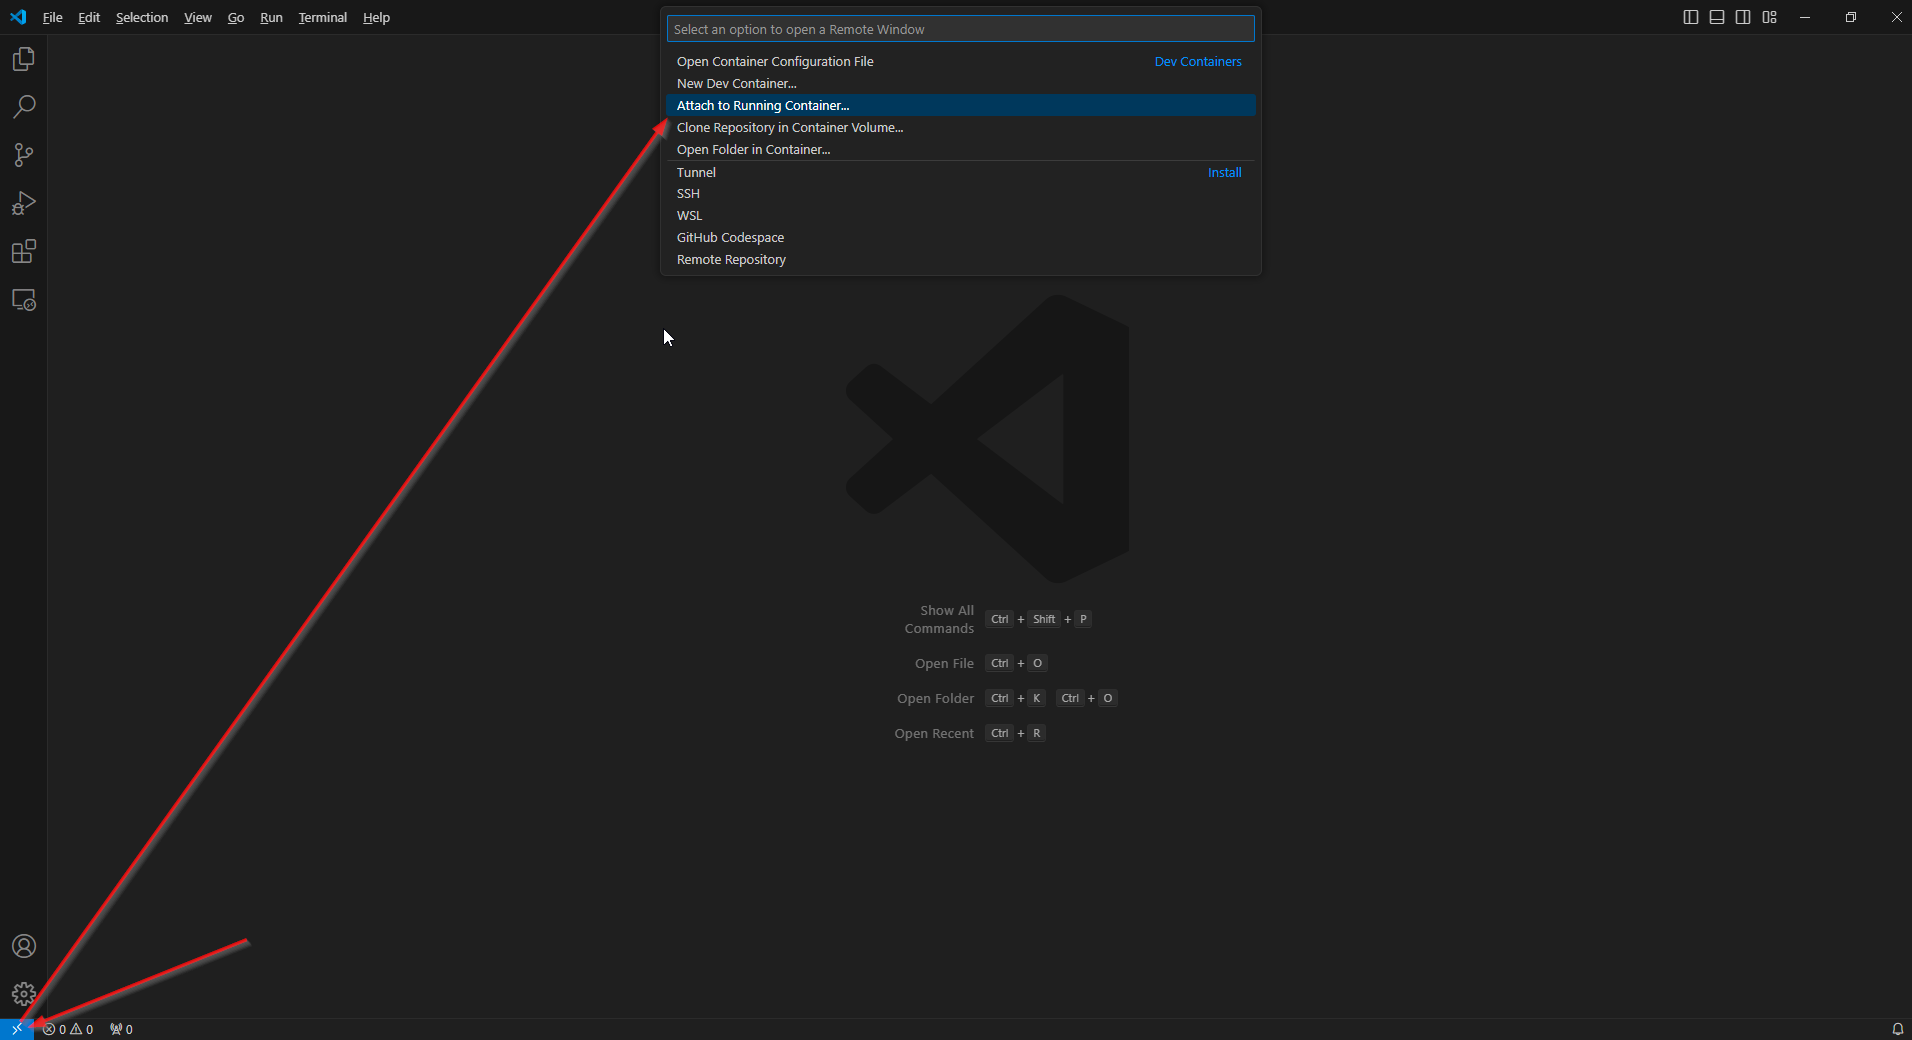 File Edit Selection View Go Run Terminal Help
Select an option to open a Remote Window
Open Container Configuration File Dev Containers
New Dev Container...
Attach to Running Container...
Clone Repository in Container Volume...
Open Folder in Container...
Tunnel Install
SSH
WSL
GitHub Codespace
Remote Repository
Show All
Commands Ctrl + Shift + P
Open File Ctrl + O
Open Folder Ctrl + K Ctrl + O
Open Recent Ctrl + R
0 0 0